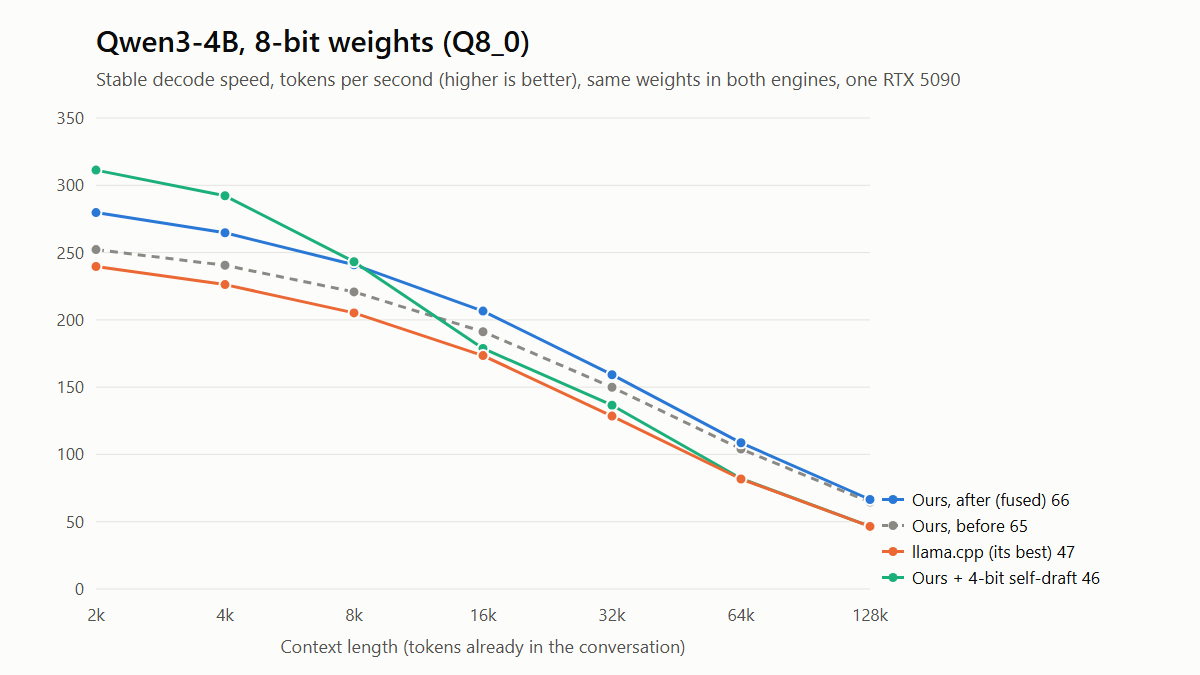 Qwen3-4B, 8-bit weights (Q8_0)
Stable decode speed, tokens per second (higher is better), same weights in both engines, one RTX 5090
350
300
250
200
150
100
50
0
2k 4k 8k 16k 32k 64k 128k
Context length (tokens already in the conversation)
Ours, after (fused) 66
Ours, before 65
llama.cpp (its best) 47
Ours + 4-bit self-draft 46